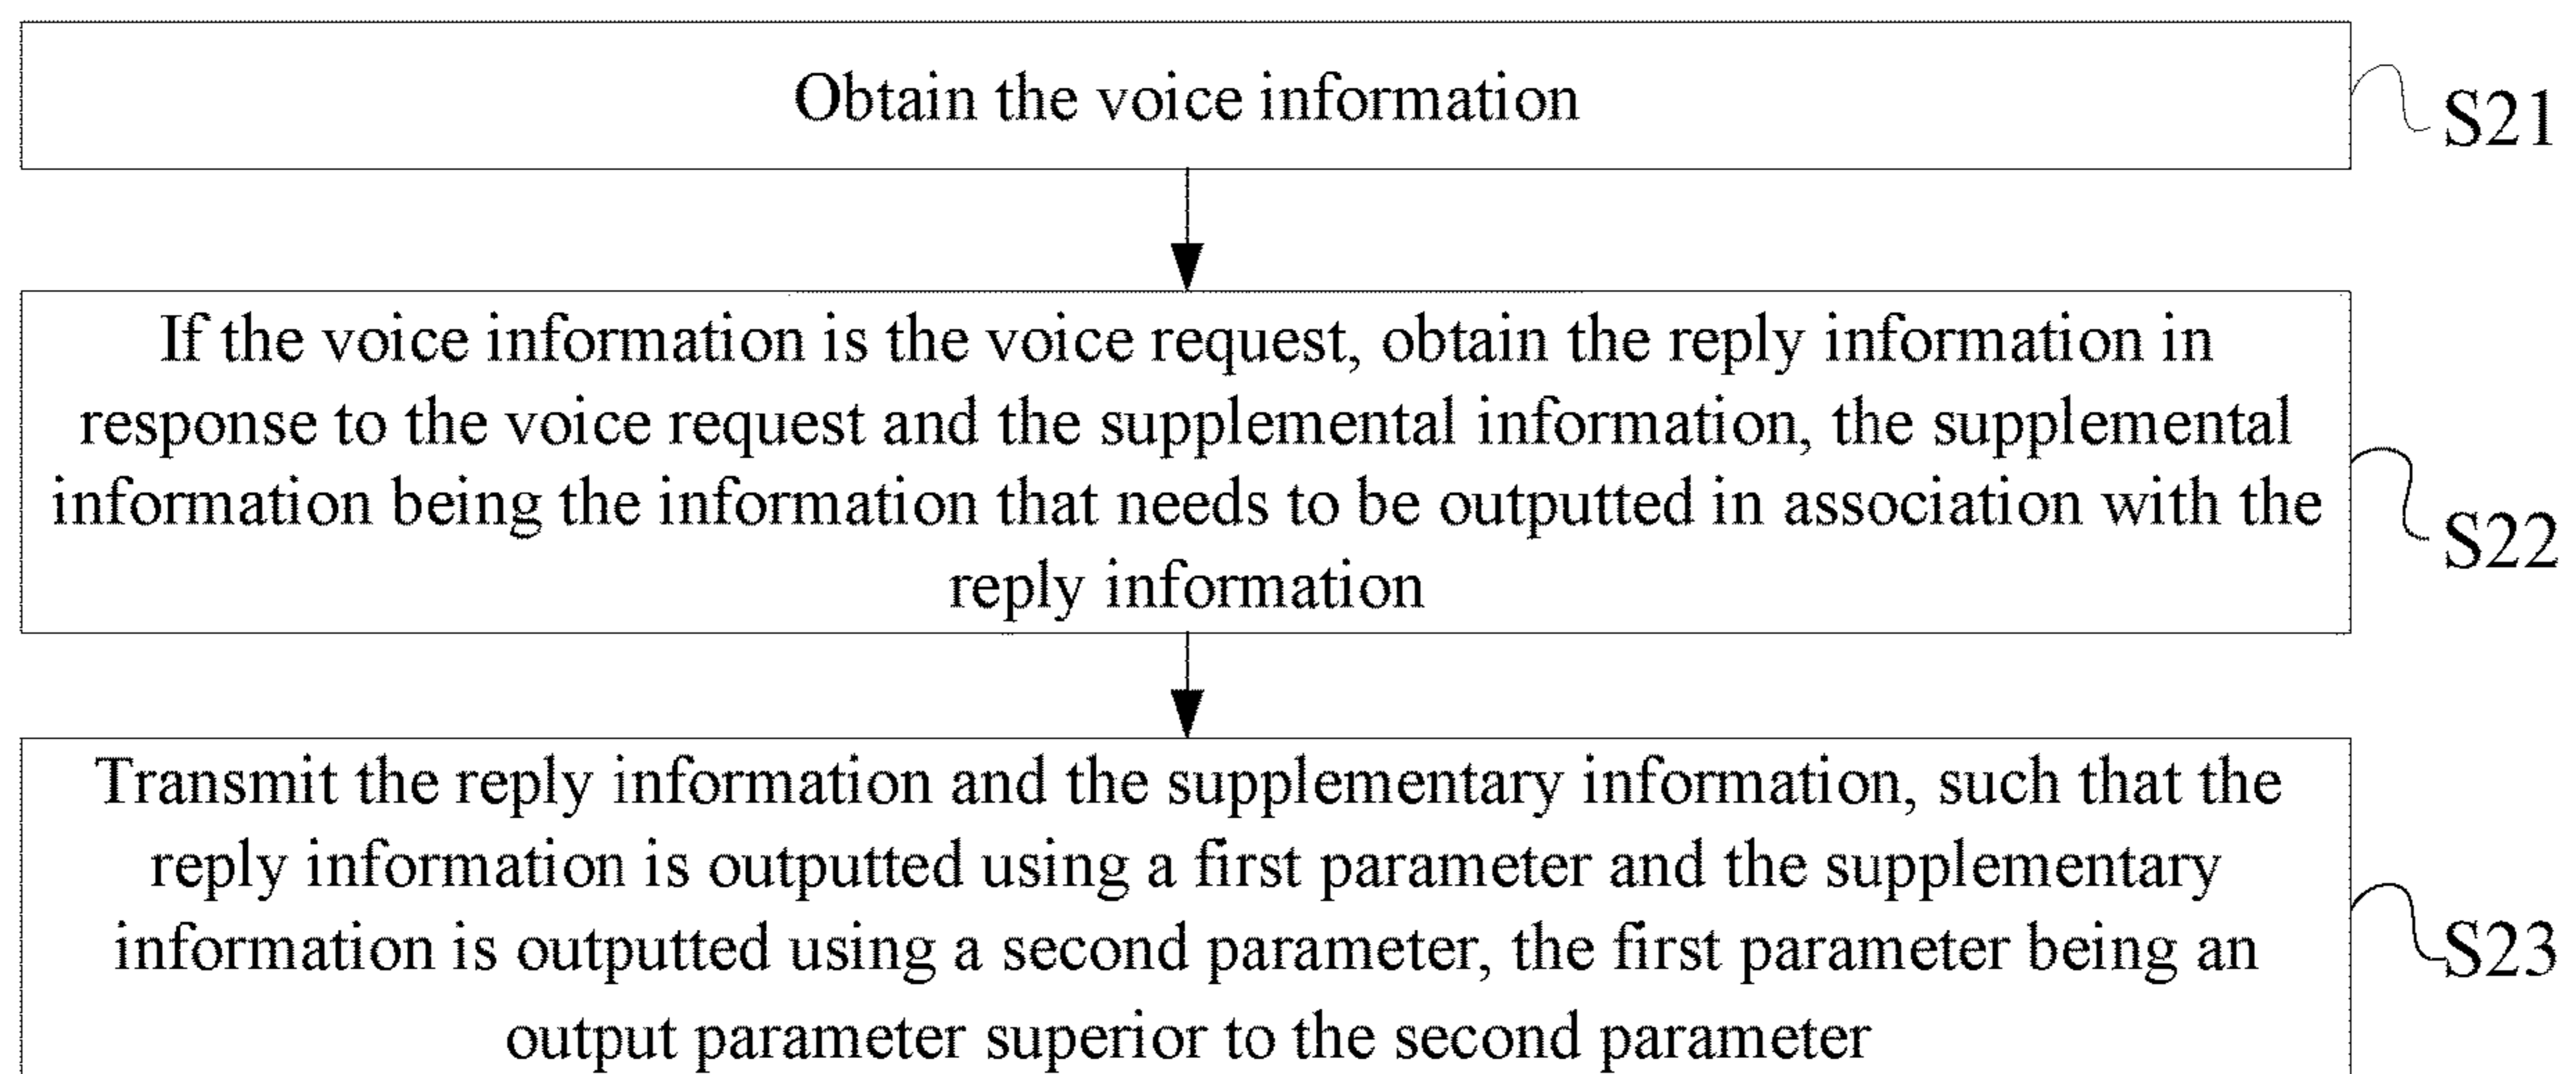 Obtain the voice information
S21
If the voice information is the voice request, obtain the reply information in
response to the voice request and the supplemental information, the supplemental
information being the information that needs to be outputted in association with the
reply information
S22
Transmit the reply information and the supplementary information, such that the
reply information is outputted using a first parameter and the supplementary
information is outputted using a second parameter, the first parameter being an
output parameter superior to the second parameter
S23